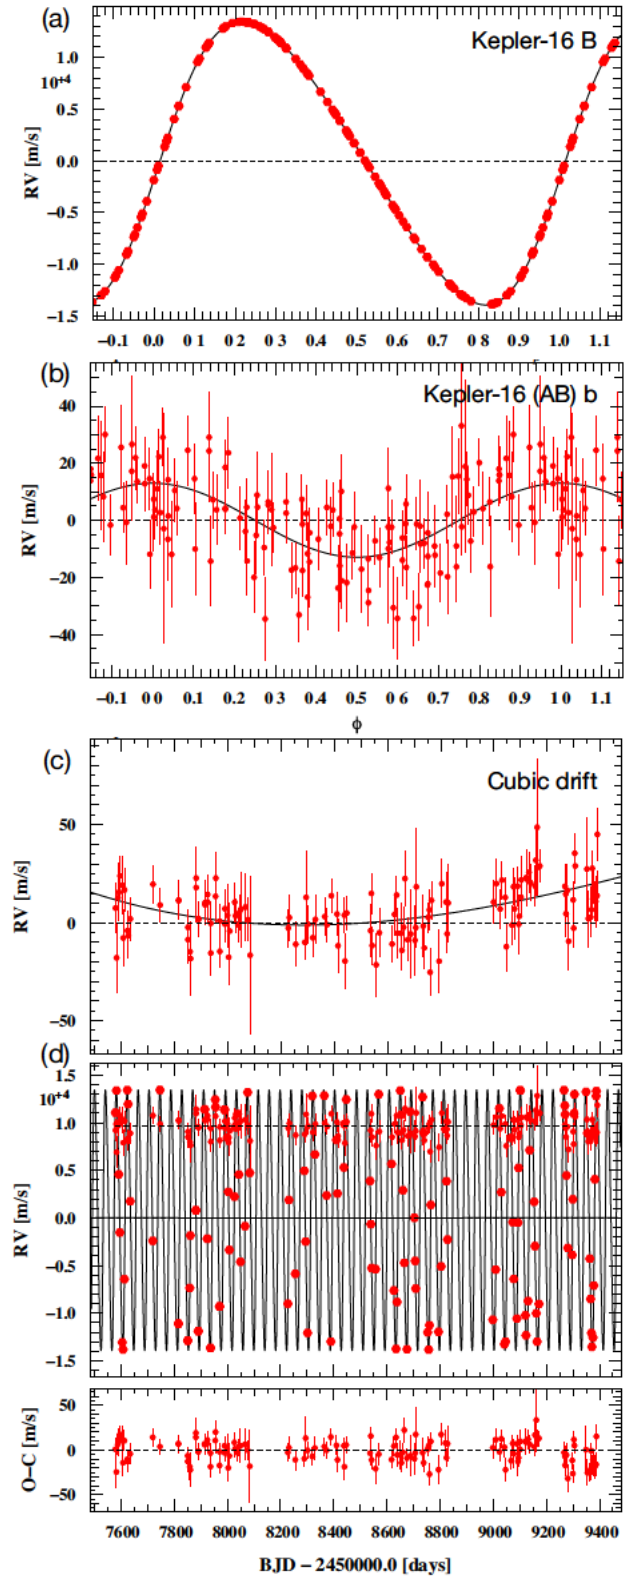 (a)
Kepler-16 B
1.0
10+4
0.5
0.0
−0.5
−1.0
−1.5
RV [m/s]
−0.1 0.0 0 1 0 2 0.3 0.4 0.5 0 6 0.7 0.8 0.9 1.0 1.1
(b)
Kepler-16 (AB) b
40
20
0
−20
−40
RV [m/s]
−0.1 0 0 0.1 0.2 0.3 0.4 0.5 0 6 0.7 0.8 0.9 1.0 1.1
ϕ
(c)
Cubic drift
50
0
−50
RV [m/s]
(d)
1.5
10+4
1.0
0.5
0.0
−0.5
−1.0
−1.5
RV [m/s]
50
0
−50
O−C [m/s]
7600 7800 8000 8200 8400 8600 8800 9000 9200 9400
BJD − 2450000.0 [days]